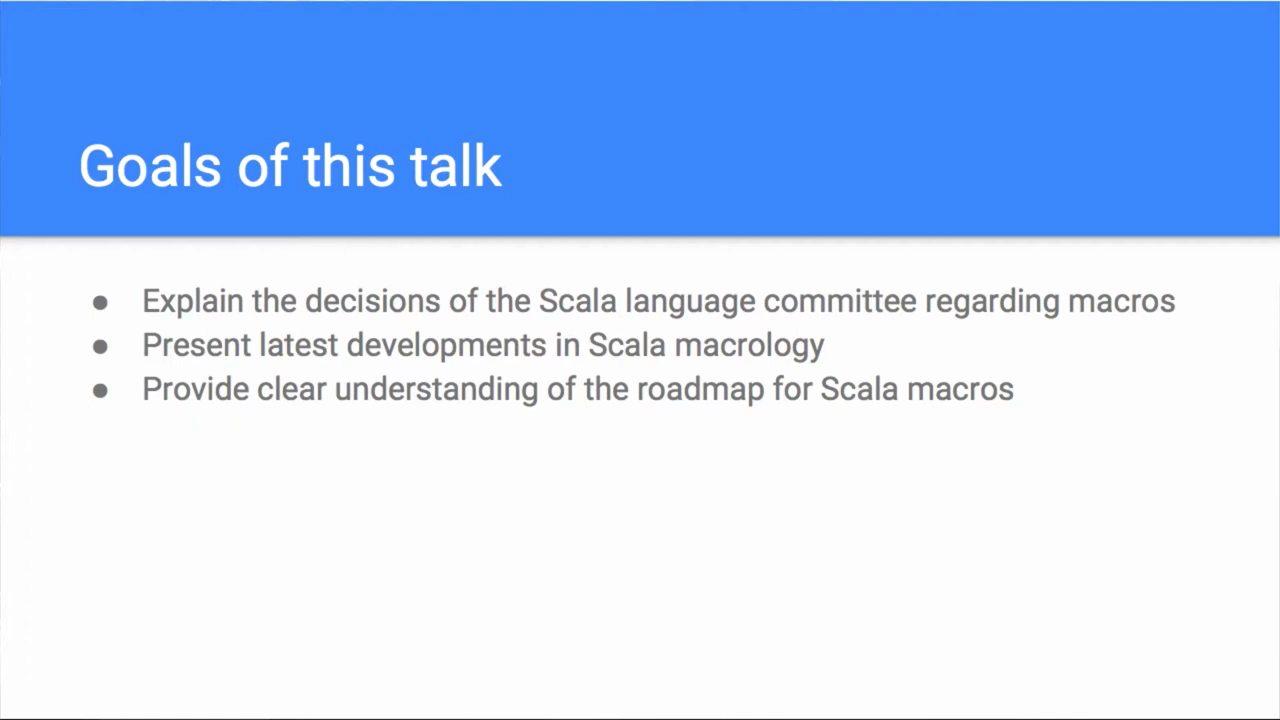 Goals of this talk
● Explain the decisions of the Scala language committee regarding macros
● Present latest developments in Scala macrology
● Provide clear understanding of the roadmap for Scala macros